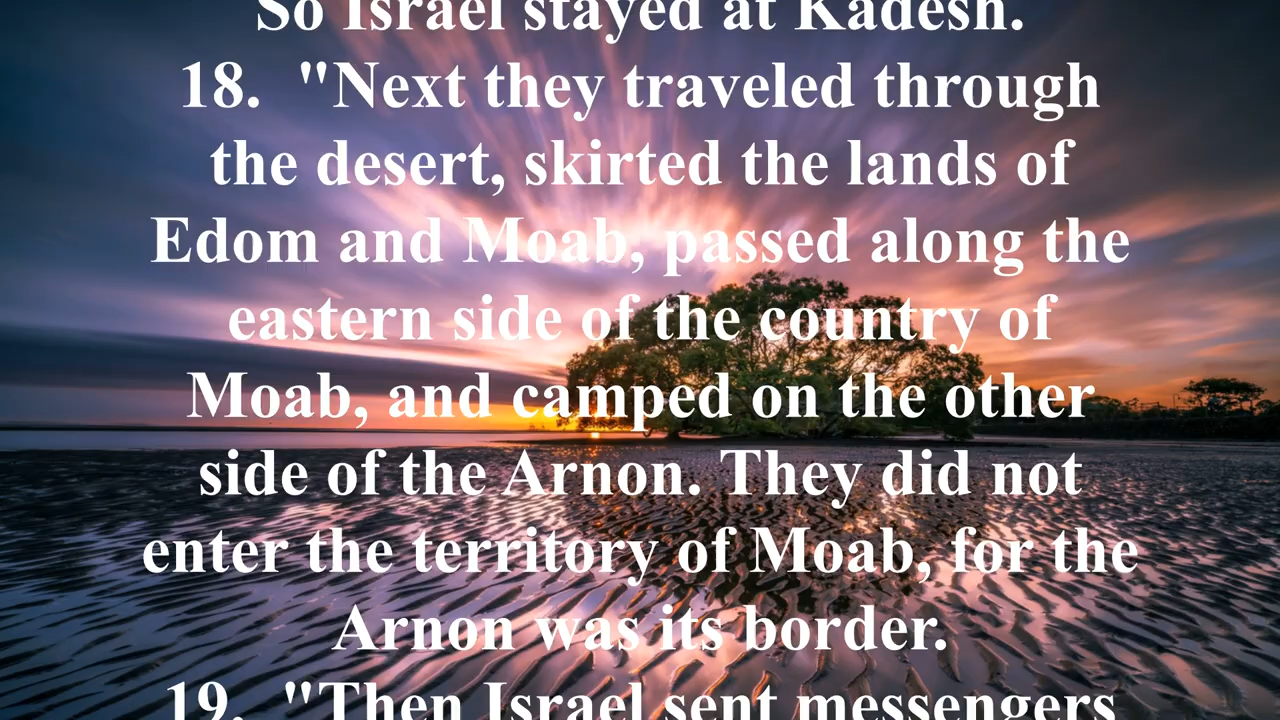 So Israel stayed at Kadesh.
18.  "Next they traveled through
the desert, skirted the lands of
Edom and Moab, passed along the
eastern side of the country of
Moab, and camped on the other
side of the Arnon. They did not
enter the territory of Moab, for the
Arnon was its border.
19.  "Then Israel sent messengers